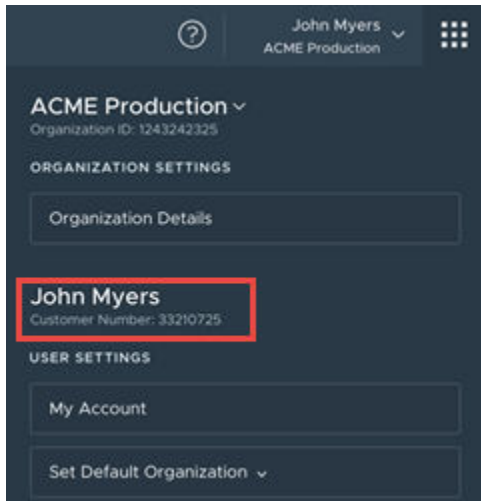 John Myers
ACME Production
ACME Production
Organization ID: 1243242325
ORGANIZATION SETTINGS
Organization Details
John Myers
Customer Number: 33210725
USER SETTINGS
My Account
Set Default Organization